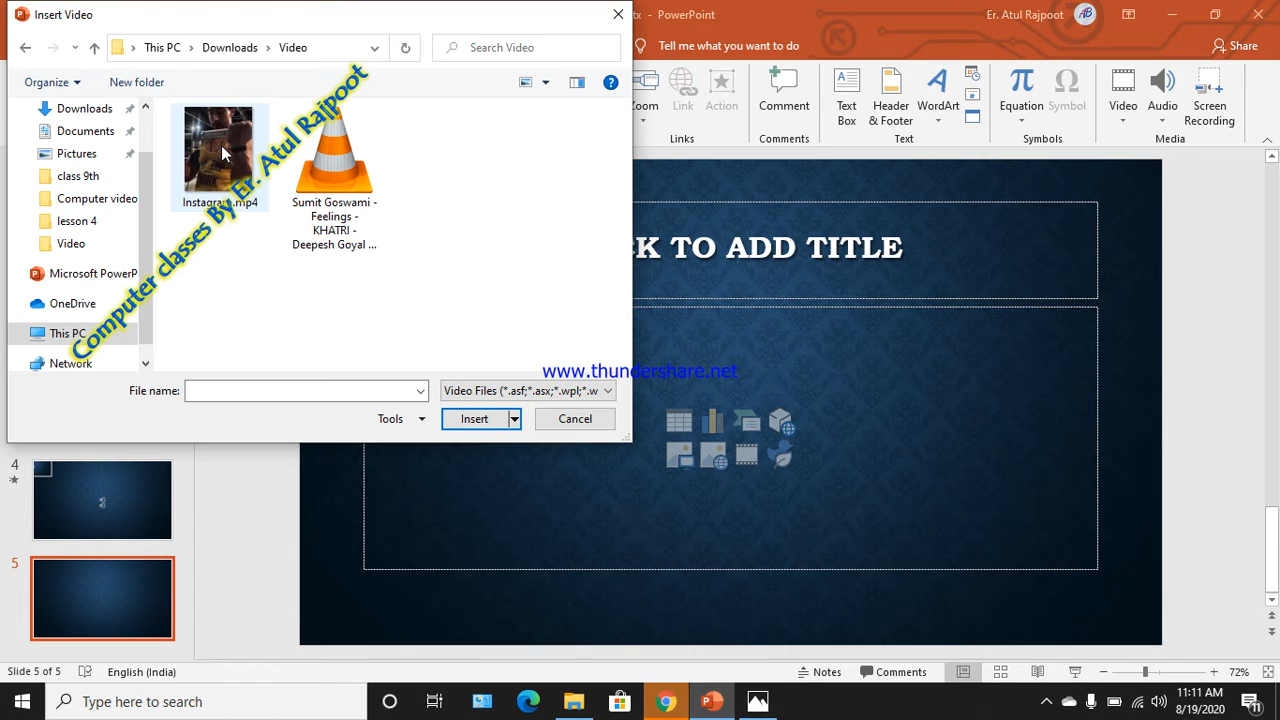 Insert Video
tx - PowerPoint
Er. Atul Rajpoot
AB
This PC
Downloads
Video
Search Video
Tell me what you want to do
Share
Organize
New folder
Zoom
Link
Action
Comment
Text
Box
Header
& Footer
WordArt
Equation
Symbol
Video
Audio
Screen
Recording
Links
Comments
Text
Symbols
Media
Downloads
Documents
Pictures
class 9th
Computer video
lesson 4
Video
Microsoft PowerP
OneDrive
This PC
Network
Instagram.mp4
Sumit Goswami -
Feelings -
KHATRI -
Deepesh Goyal ...
Computer classes By Er. Atul Rajpoot
CK TO ADD TITLE
www.thundershare.net
File name:
Video Files (*.asf;*.asx;*.wpl;*.w
Tools
Insert
Cancel
4
5
Slide 5 of 5
English (India)
Notes
Comments
72%
Type here to search
11:11 AM
8/19/2020
11